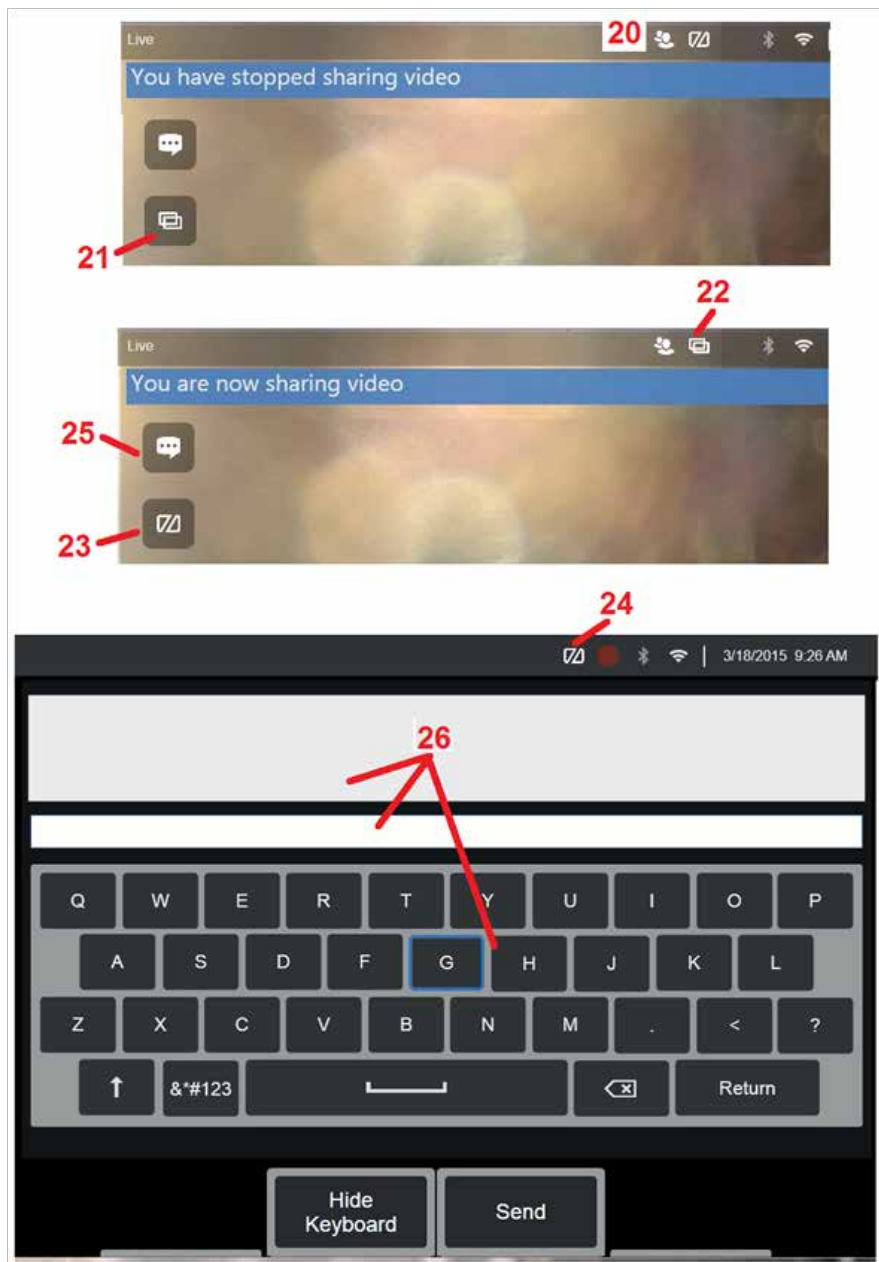 Live 20
You have stopped sharing video
21
22
Live
You are now sharing video
25
23
24
3/18/2015 9:26 AM
26
Q W E R T Y U I O P
A S D F G H J K L
Z X C V B N M . < ?
&*#123 Return
Hide
Keyboard
Send